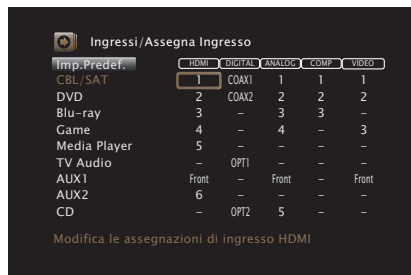 Ingressi/Assegna Ingresso
Imp.Predef. HDMI DIGITAL ANALOG COMP VIDEO
CBL/SAT 1 COAX1 1 1 1
DVD 2 COAX2 2 2 2
Blu-ray 3 – 3 3 –
Game 4 – 4 – 3
Media Player 5
TV Audio – OPT1 – – –
AUX1 Front – Front – Front
AUX2 6 – – – –
CD – OPT2 5 – –
Modifica le assegnazioni di ingresso HDMI